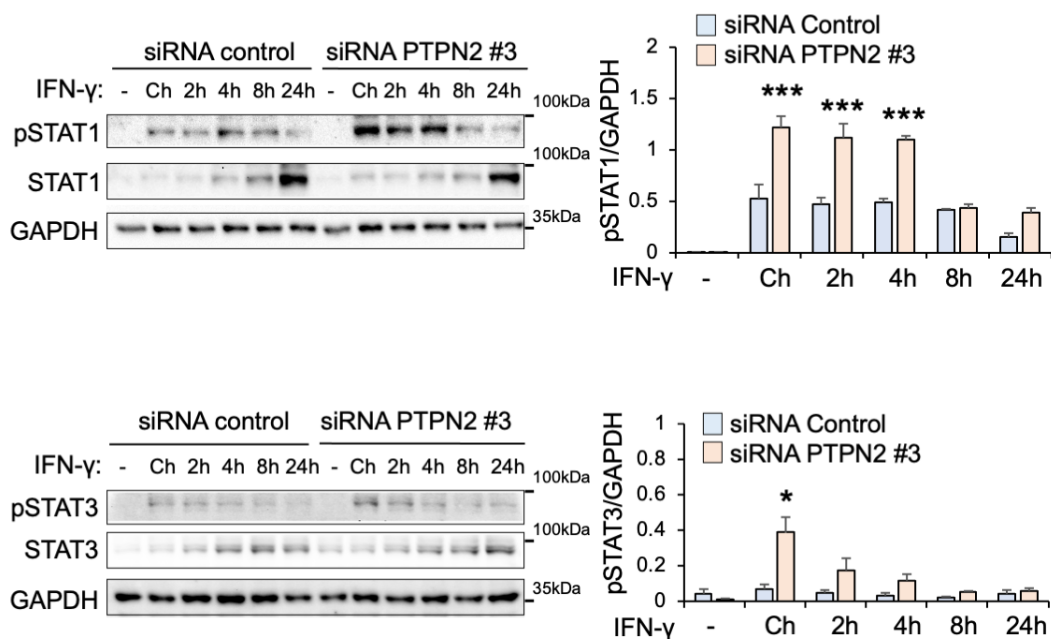 siRNA control siRNA PTPN2 #3
IFN-γ: - Ch 2h 4h 8h 24h - Ch 2h 4h 8h 24h
100kDa
pSTAT1
100kDa
STAT1
35kDa
GAPDH
siRNA Control
siRNA PTPN2 #3
pSTAT1/GAPDH
2
1.5
1
0.5
0
*** *** ***
IFN-γ - Ch 2h 4h 8h 24h
siRNA control siRNA PTPN2 #3
IFN-γ: - Ch 2h 4h 8h 24h - Ch 2h 4h 8h 24h
100kDa
pSTAT3
100kDa
STAT3
35kDa
GAPDH
siRNA Control
siRNA PTPN2 #3
pSTAT3/GAPDH
1
0.8
0.6
0.4
0.2
0
*
IFN-γ - Ch 2h 4h 8h 24h